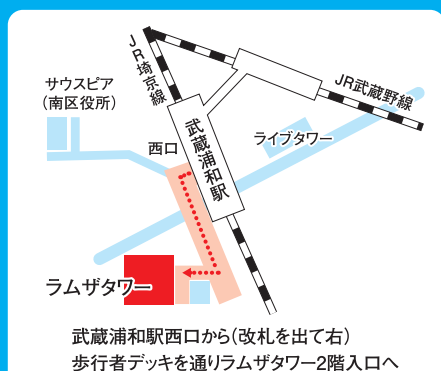 JR埼京線
JR武蔵野線
サウスピア
(南区役所)
武蔵浦和駅
ライブタワー
西口
ラムザタワー
武蔵浦和駅西口から(改札を出て右)
歩行者デッキを通りラムザタワー2階入口へ